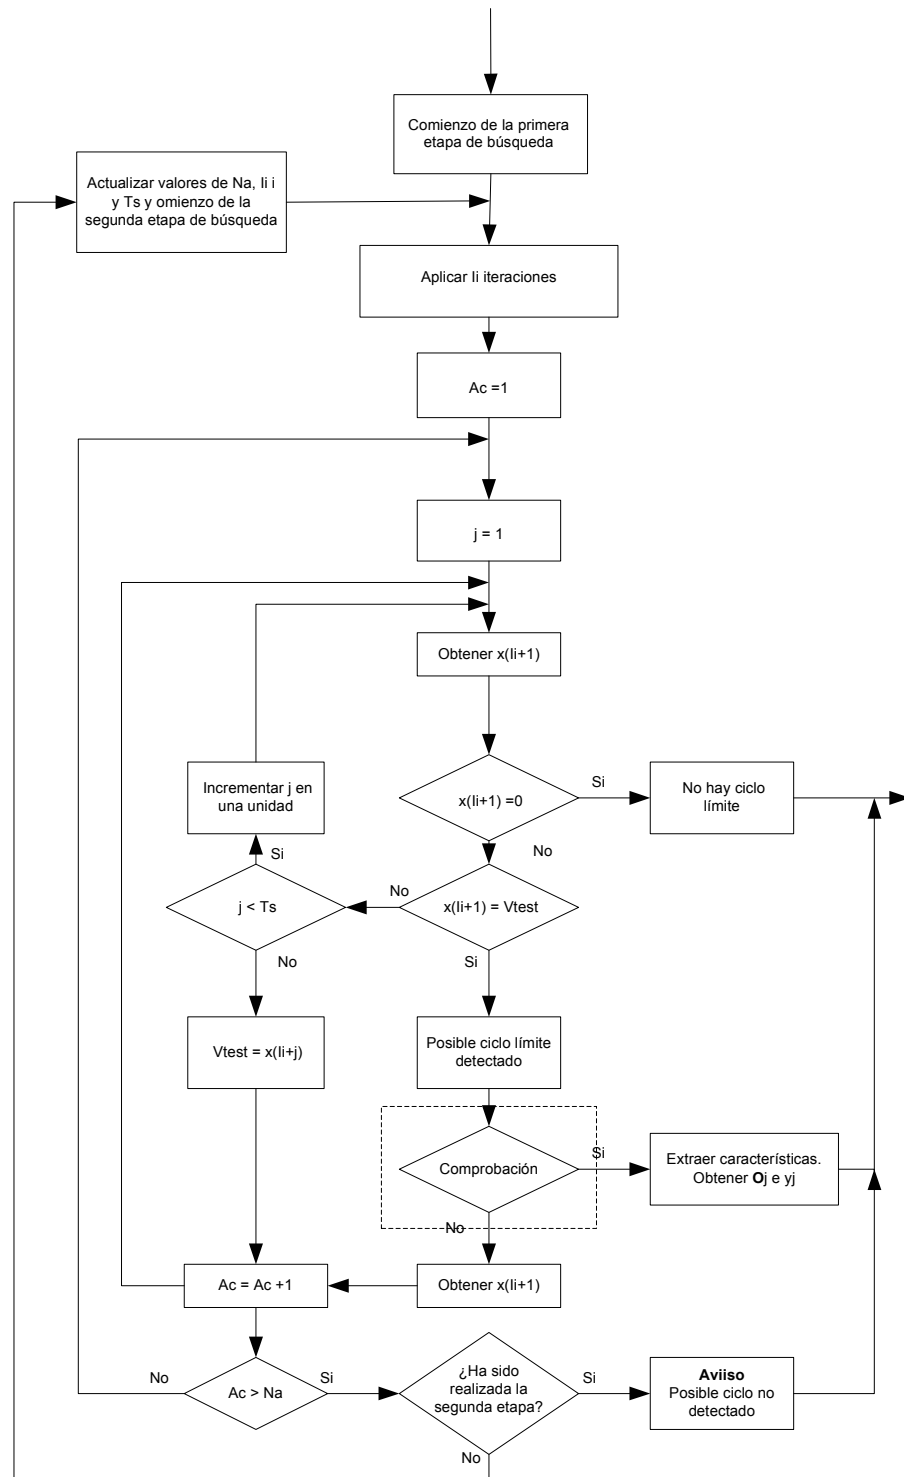 Comienzo de la primera
etapa de búsqueda
Actualizar valores de Na, Ii i
y Ts y omienzo de la
segunda etapa de búsqueda
Aplicar Ii iteraciones
Ac =1
j = 1
Obtener x(Ii+1)
Incrementar j en
una unidad
x(Ii+1) =0
Si
No hay ciclo
límite
No
Si
j < Ts
No
x(Ii+1) = Vtest
No
Si
Vtest = x(Ii+j)
Posible ciclo límite
detectado
Comprobación
Si
Extraer características.
Obtener Oj e yj
No
Ac = Ac +1
Obtener x(Ii+1)
No
Ac > Na
Si
¿Ha sido
realizada la
segunda etapa?
Si
Aviiso
Posible ciclo no
detectado
No